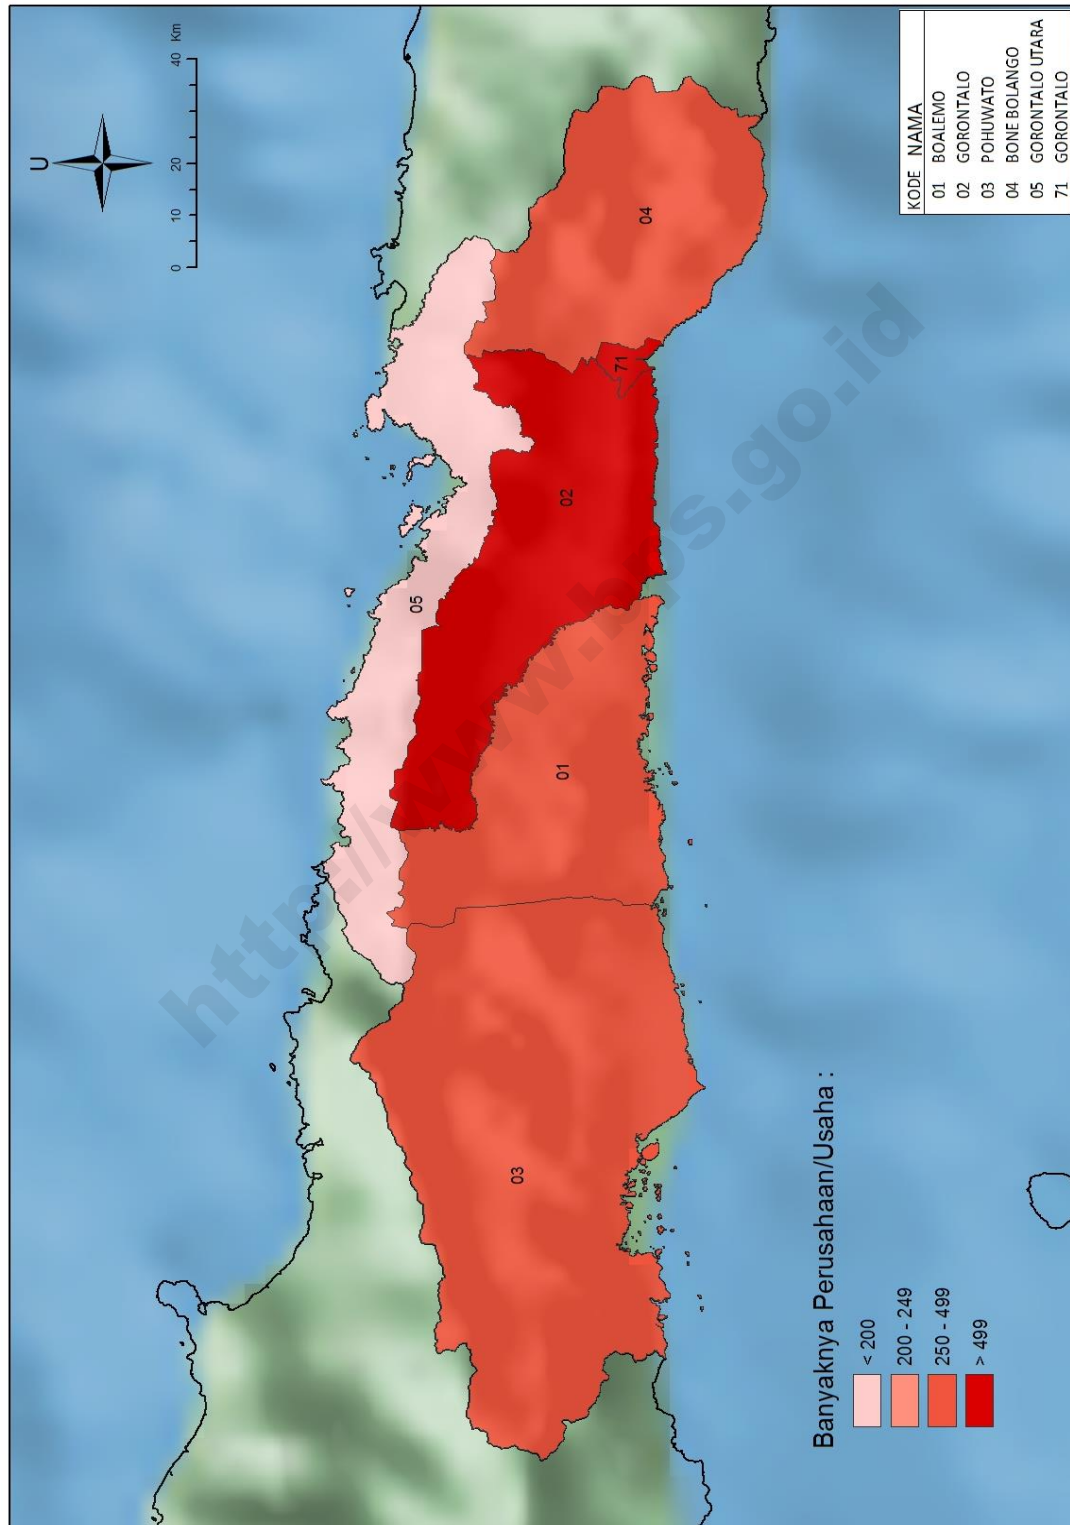 U
0 10 20 40 Km
05
04
71
02
01
03
KODE NAMA
01 BOALEMO
02 GORONTALO
03 POHUWATO
04 BONE BOLANGO
05 GORONTALO UTARA
71 GORONTALO
Banyaknya Perusahaan/Usaha :
< 200
200 - 249
250 - 499
> 499
http://www.bps.go.id